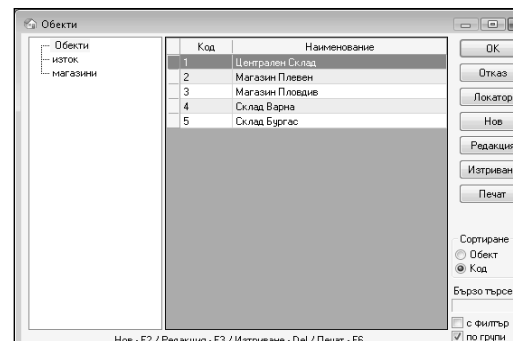 Обекти
Обекти
изток
магазини
Код Наименование
1 Централен Склад
2 Магазин Плевен
3 Магазин Пловдив
4 Склад Варна
5 Склад Бургас
OK
Отказ
Локатор
Нов
Редакция
Изтриван
Печат
Сортиране
Обект
Код
Бързо търсе
с филтър
по групи
Нов - F2 / Редакция - F3 / Изтриване - Del / Печат - F6